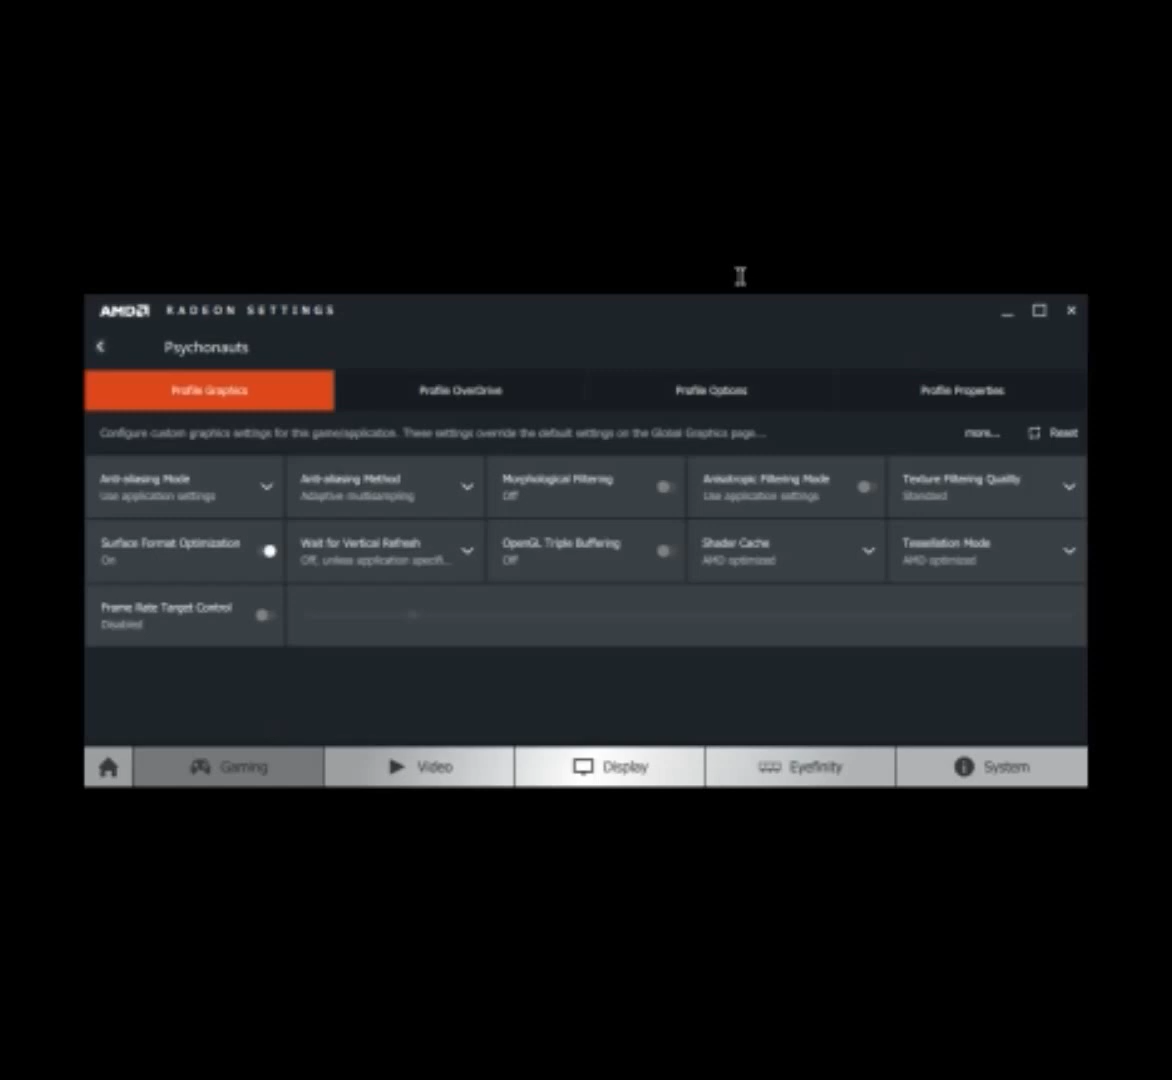 AMD RADEON SETTINGS
Psychonauts
Profile Graphics
Profile OverDrive
Profile Options
Profile Properties
Configure custom graphics settings for this game/application. These settings override the default settings on the Global Graphics page...
more...
Reset
Anti-aliasing Mode
Use application settings
Anti-aliasing Method
Adaptive multisampling
Morphological Filtering
Off
Anisotropic Filtering Mode
Use application settings
Texture Filtering Quality
Standard
Surface Format Optimization
On
Wait for Vertical Refresh
Off, unless application specifi...
OpenGL Triple Buffering
Off
Shader Cache
AMD optimized
Tessellation Mode
AMD optimized
Frame Rate Target Control
Disabled
Gaming
Video
Display
Eyefinity
System